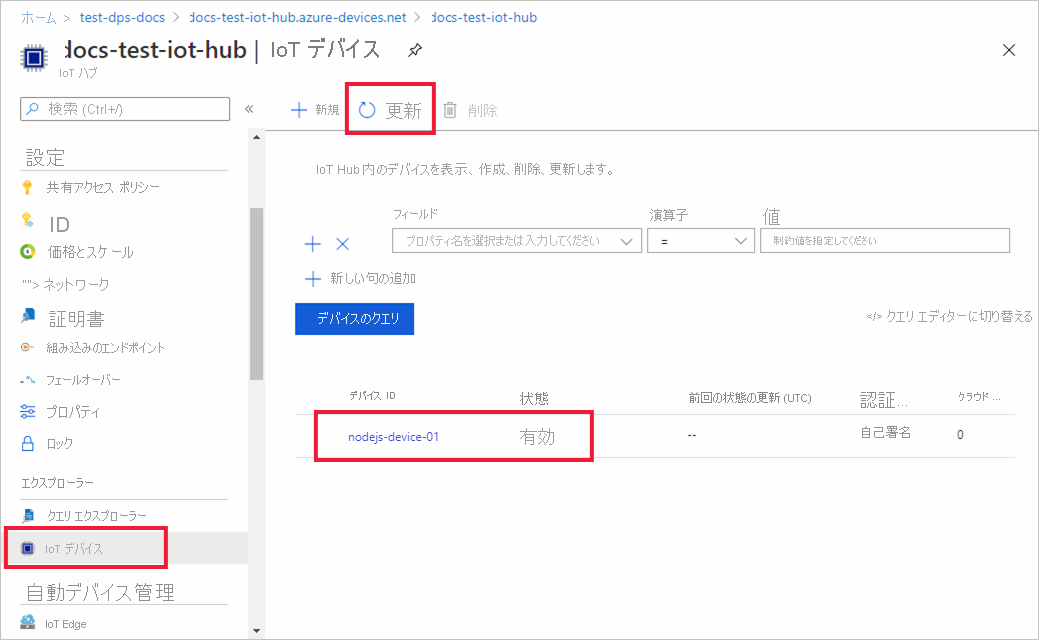 ホーム > test-dps-docs > docs-test-iot-hub.azure-devices.net > docs-test-iot-hub
docs-test-iot-hub | IoT デバイス
IoT ハブ
検索 (Ctrl+/)
«
新規
更新
削除
設定
共有アクセス ポリシー
ID
価格とスケール
""> ネットワーク
証明書
組み込みのエンドポイント
フェールオーバー
プロパティ
ロック
エクスプローラー
クエリ エクスプローラー
IoT デバイス
自動デバイス管理
IoT Edge
IoT Hub 内のデバイスを表示、作成、削除、更新します。
フィールド 演算子 値
プロパティ名を選択または入力してください = 制約値を指定してください
新しい句の追加
デバイスのクエリ
</> クエリ エディターに切り替える
デバイス ID 状態 前回の状態の更新 (UTC) 認証... クラウド ...
nodejs-device-01 有効 -- 自己署名 0